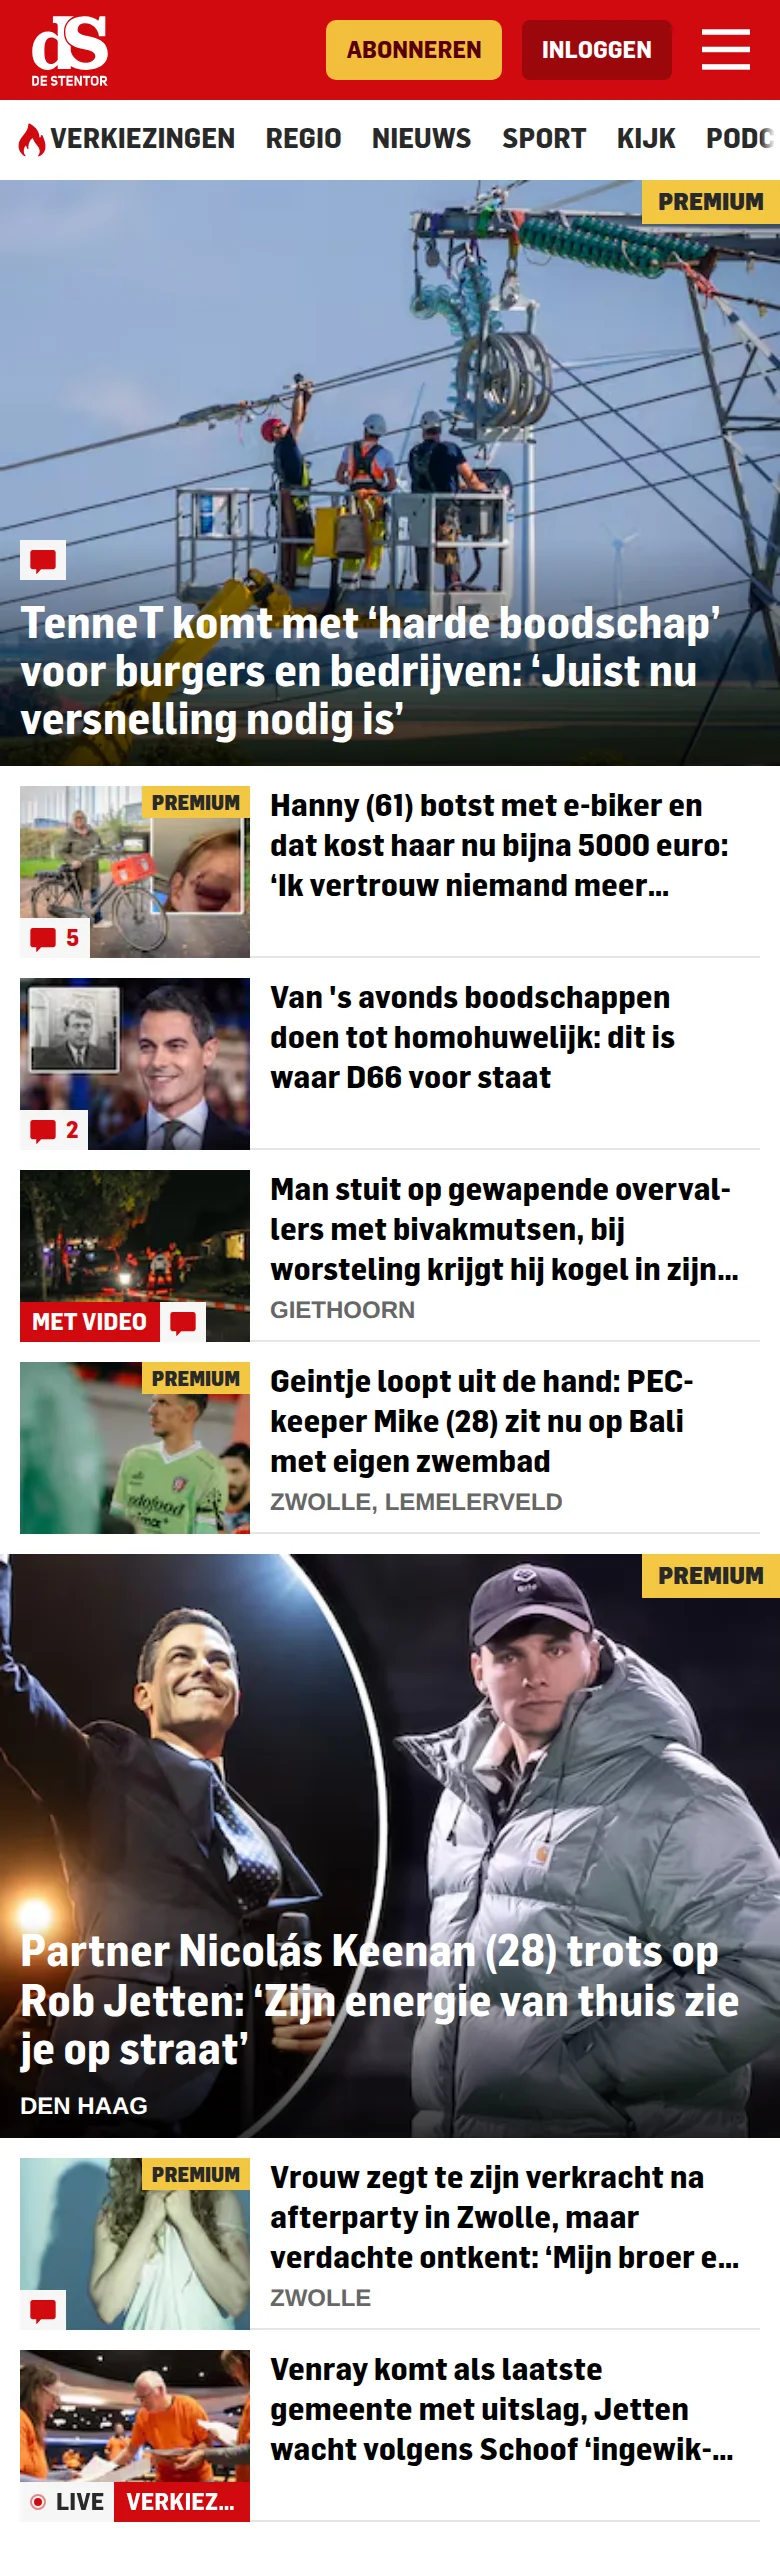 dS
DE STENTOR
ABONNEREN
INLOGGEN
VERKIEZINGEN REGIO NIEUWS SPORT KIJK PODC
PREMIUM
TenneT komt met ‘harde boodschap’
voor burgers en bedrijven: ‘Juist nu
versnelling nodig is’
PREMIUM
5
Hanny (61) botst met e-biker en
dat kost haar nu bijna 5000 euro:
‘Ik vertrouw niemand meer...
2
Van 's avonds boodschappen
doen tot homohuwelijk: dit is
waar D66 voor staat
MET VIDEO
Man stuit op gewapende overval-
lers met bivakmutsen, bij
worsteling krijgt hij kogel in zijn...
GIETHOORN
PREMIUM
Geintje loopt uit de hand: PEC-
keeper Mike (28) zit nu op Bali
met eigen zwembad
ZWOLLE, LEMELERVELD
PREMIUM
Partner Nicolás Keenan (28) trots op
Rob Jetten: ‘Zijn energie van thuis zie
je op straat’
DEN HAAG
PREMIUM
Vrouw zegt te zijn verkracht na
afterparty in Zwolle, maar
verdachte ontkent: ‘Mijn broer e...
ZWOLLE
LIVE
VERKIEZ...
Venray komt als laatste
gemeente met uitslag, Jetten
wacht volgens Schoof ‘ingewik-...